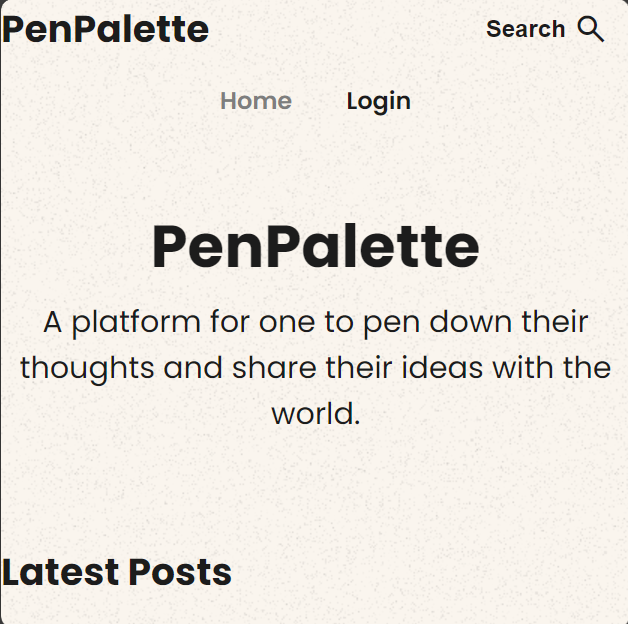 PenPalette
Search
Home Login
PenPalette
A platform for one to pen down their
thoughts and share their ideas with the
world.
Latest Posts